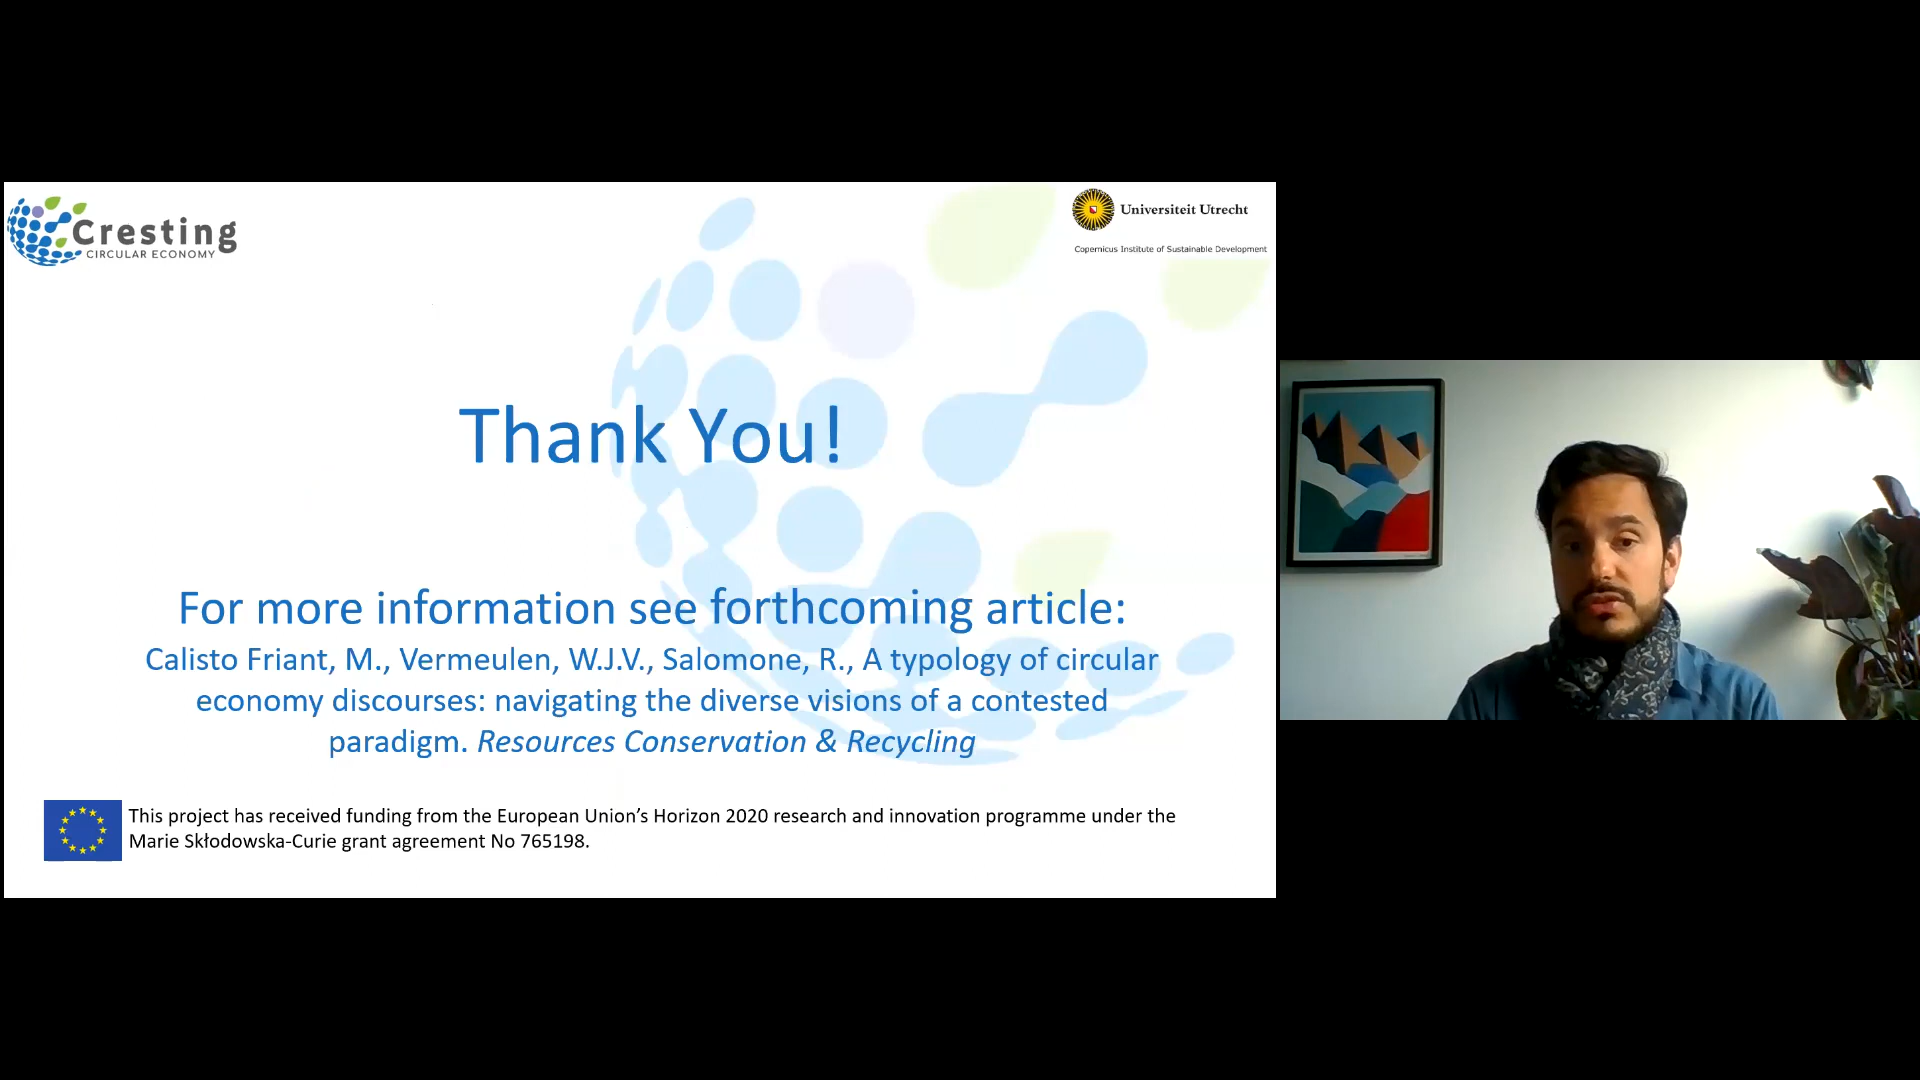 Cresting
CIRCULAR ECONOMY
Universiteit Utrecht
Copernicus Institute of Sustainable Development
Thank You!
For more information see forthcoming article:
Calisto Friant, M., Vermeulen, W.J.V., Salomone, R., A typology of circular
economy discourses: navigating the diverse visions of a contested
paradigm. Resources Conservation & Recycling
This project has received funding from the European Union’s Horizon 2020 research and innovation programme under the
Marie Skłodowska-Curie grant agreement No 765198.